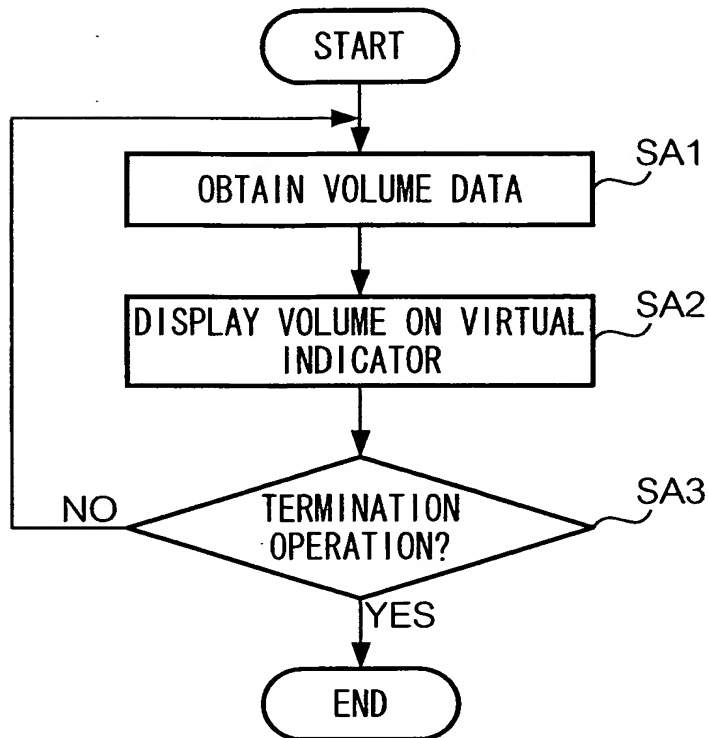 START
OBTAIN VOLUME DATA
SA1
DISPLAY VOLUME ON VIRTUAL
INDICATOR
SA2
TERMINATION
OPERATION?
SA3
NO
YES
END